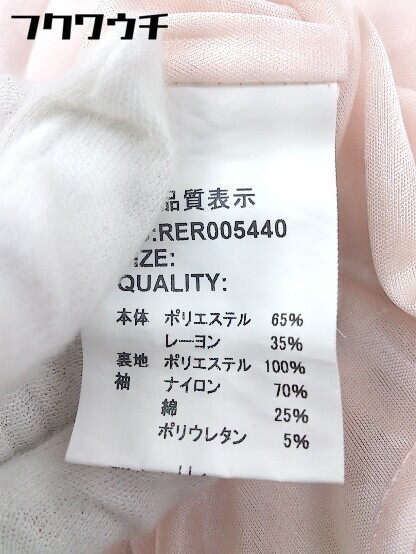 フクワウチ
品質表示
:RER005440
ZE:
QUALITY:
本体 ポリエステル 65%
レーヨン 35%
裏地 ポリエステル 100%
袖 ナイロン 70%
綿 25%
ポリウレタン 5%